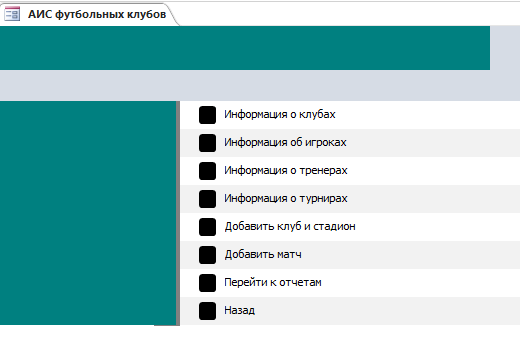 АИС футбольных клубов
Информация о клубах
Информация об игроках
Информация о тренерах
Информация о турнирах
Добавить клуб и стадион
Добавить матч
Перейти к отчетам
Назад